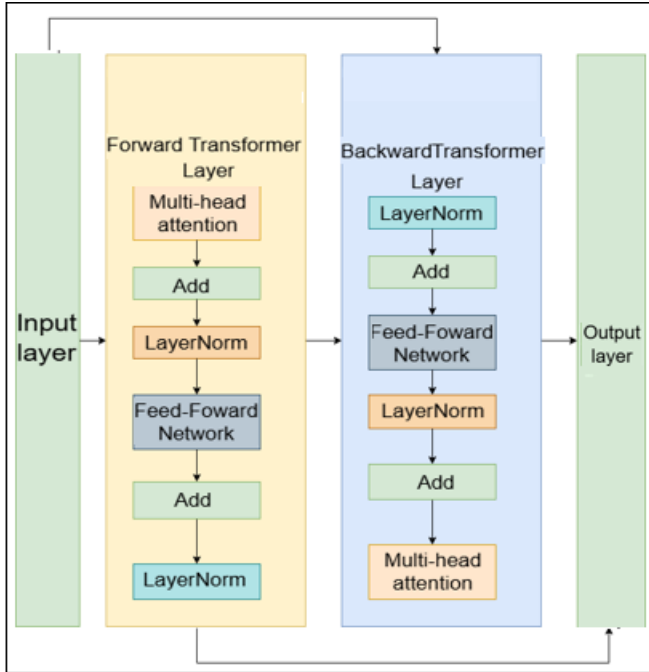 Input
layer
Forward Transformer
Layer
Multi-head
attention
Add
LayerNorm
Feed-Foward
Network
Add
LayerNorm
BackwardTransformer
Layer
LayerNorm
Add
Feed-Foward
Network
LayerNorm
Add
Multi-head
attention
Output
layer